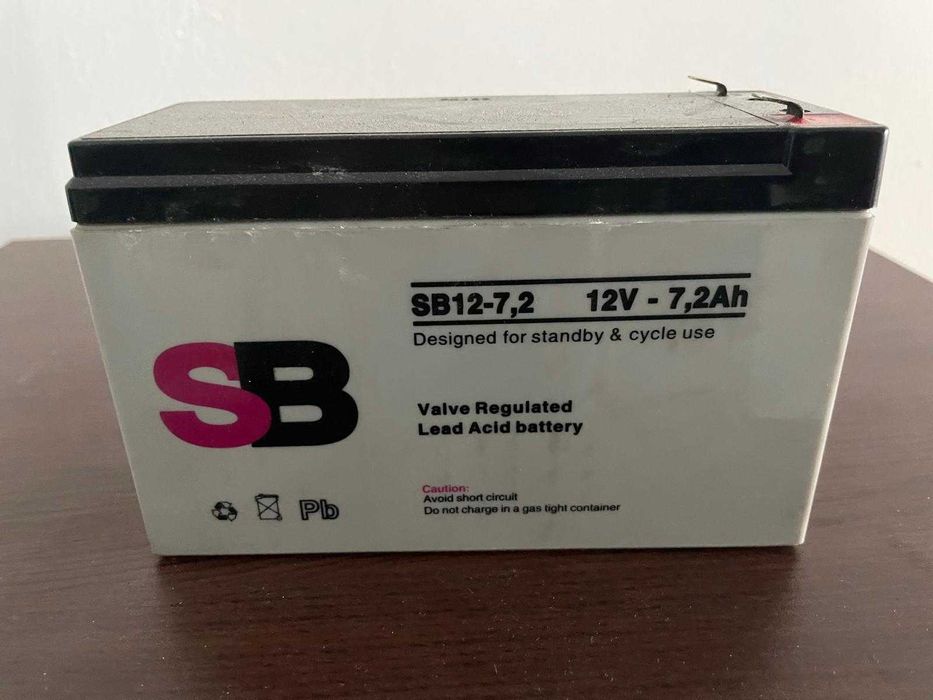 SB12-7,2 12V - 7,2Ah
Designed for standby & cycle use
SB
Valve Regulated
Lead Acid battery
Caution:
Avoid short circuit
Do not charge in a gas tight container
Pb